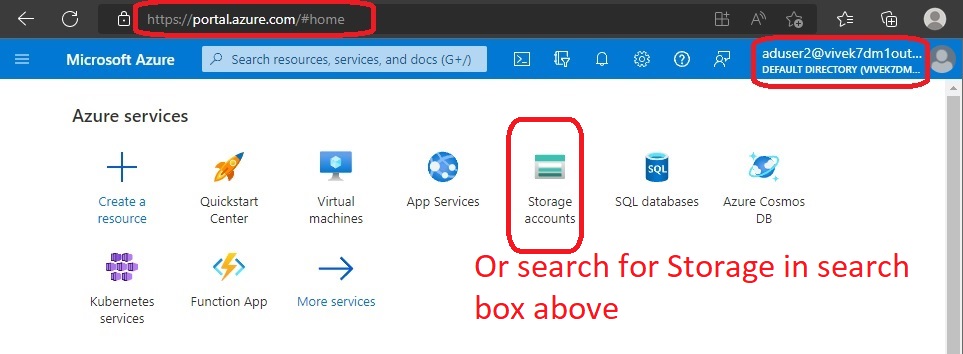 https://portal.azure.com/#home
Microsoft Azure
Search resources, services, and docs (G+/)
aduser2@vivek7dm1out...
DEFAULT DIRECTORY (VIVEK7DM...
Azure services
Create a
resource
Quickstart
Center
Virtual
machines
App Services
Storage
accounts
SQL
SQL databases
Azure Cosmos
DB
Kubernetes
services
Function App
More services
Or search for Storage in search
box above